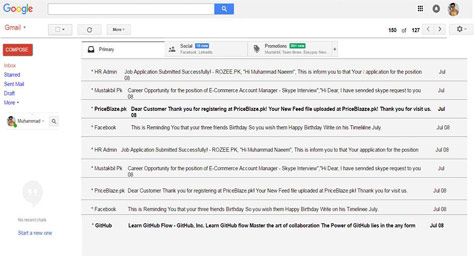 Google
Gmail
More
150 of 127
COMPOSE
Primary
Social
Facebook, LinkedIn
Promotions
+
Inbox
Starred
Sent Mail
Draft
More
Muhammad
* HR Admin Job Application Submitted Successfully! - ROZEE.PK, "Hi Muhammad Naeem", This is inform you to that Your / application for the position Jul
08
* Mustakbil Pk Career Opportunity for the position of E-Commerce Account Manager - Skype Interview","Hi Dear, I have sended skype request to you Jul
08
* PriceBlaze.pk Dear Customer Thank you for registering at PriceBlaze.pk! Your New Feed file uploaded at PriceBlaze.pk! Thank you for visit us. Jul
08
* Facebook This is Reminding You that your three friends Birthday So you wish them Happy Birthday Write on his Timeliine July. Jul 08
* HR Admin Job Application Submitted Successfully! - ROZEE.PK, "Hi Muhammad Naeem", This is inform you to that Your appplication for the position Jul 08
* Mustakbil Pk Career Opportunity for the position of E-Commerce Account Manager - Skype Interview","Hi Dear, I have sended skype request to you Jul 08
* PriceBlaze.pk Dear Customer Thank you for registering at PriceBlaze.pk! Your New Feed file uploaded at PriceBlaze.pk! Thank you for visit us. Jul 08
* Facebook This is Reminding You that your three friends Birthday So you wish them Happy Birthday Write on his Timeline July. Jul 08
* GitHub Learn GitHub Flow - GitHub, Inc. Learn GitHub flow Master the art of collaboration The Power of GitHub lies in the any form Jul 08
No recent chats
Start a new one